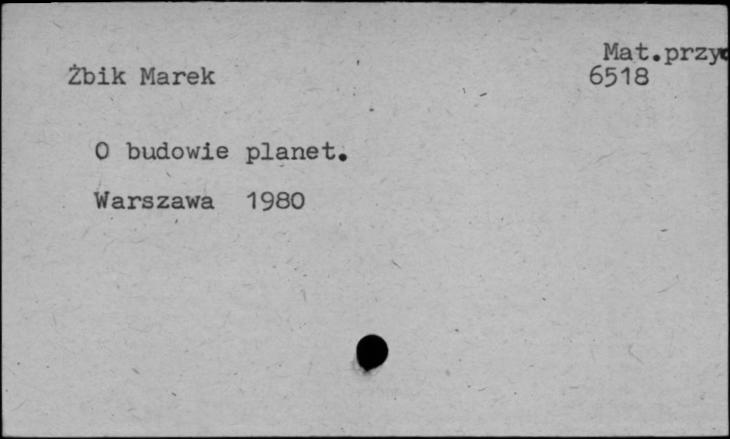 Mat.przy
Żbik Marek 6518
O budowie planet.
Warszawa 1980